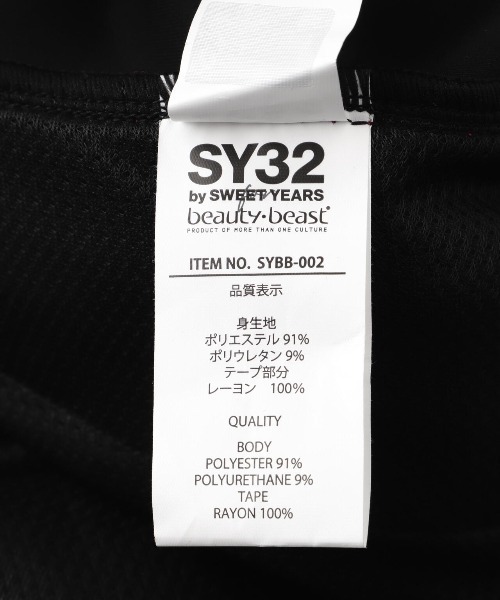 SY32
by SWEET YEARS
for
beauty·beast
PRODUCT OF MORE THAN ONE CULTURE
ITEM NO. SYBB-002
品質表示
身生地
ポリエステル 91%
ポリウレタン 9%
テープ部分
レーヨン 100%
QUALITY
BODY
POLYESTER 91%
POLYURETHANE 9%
TAPE
RAYON 100%